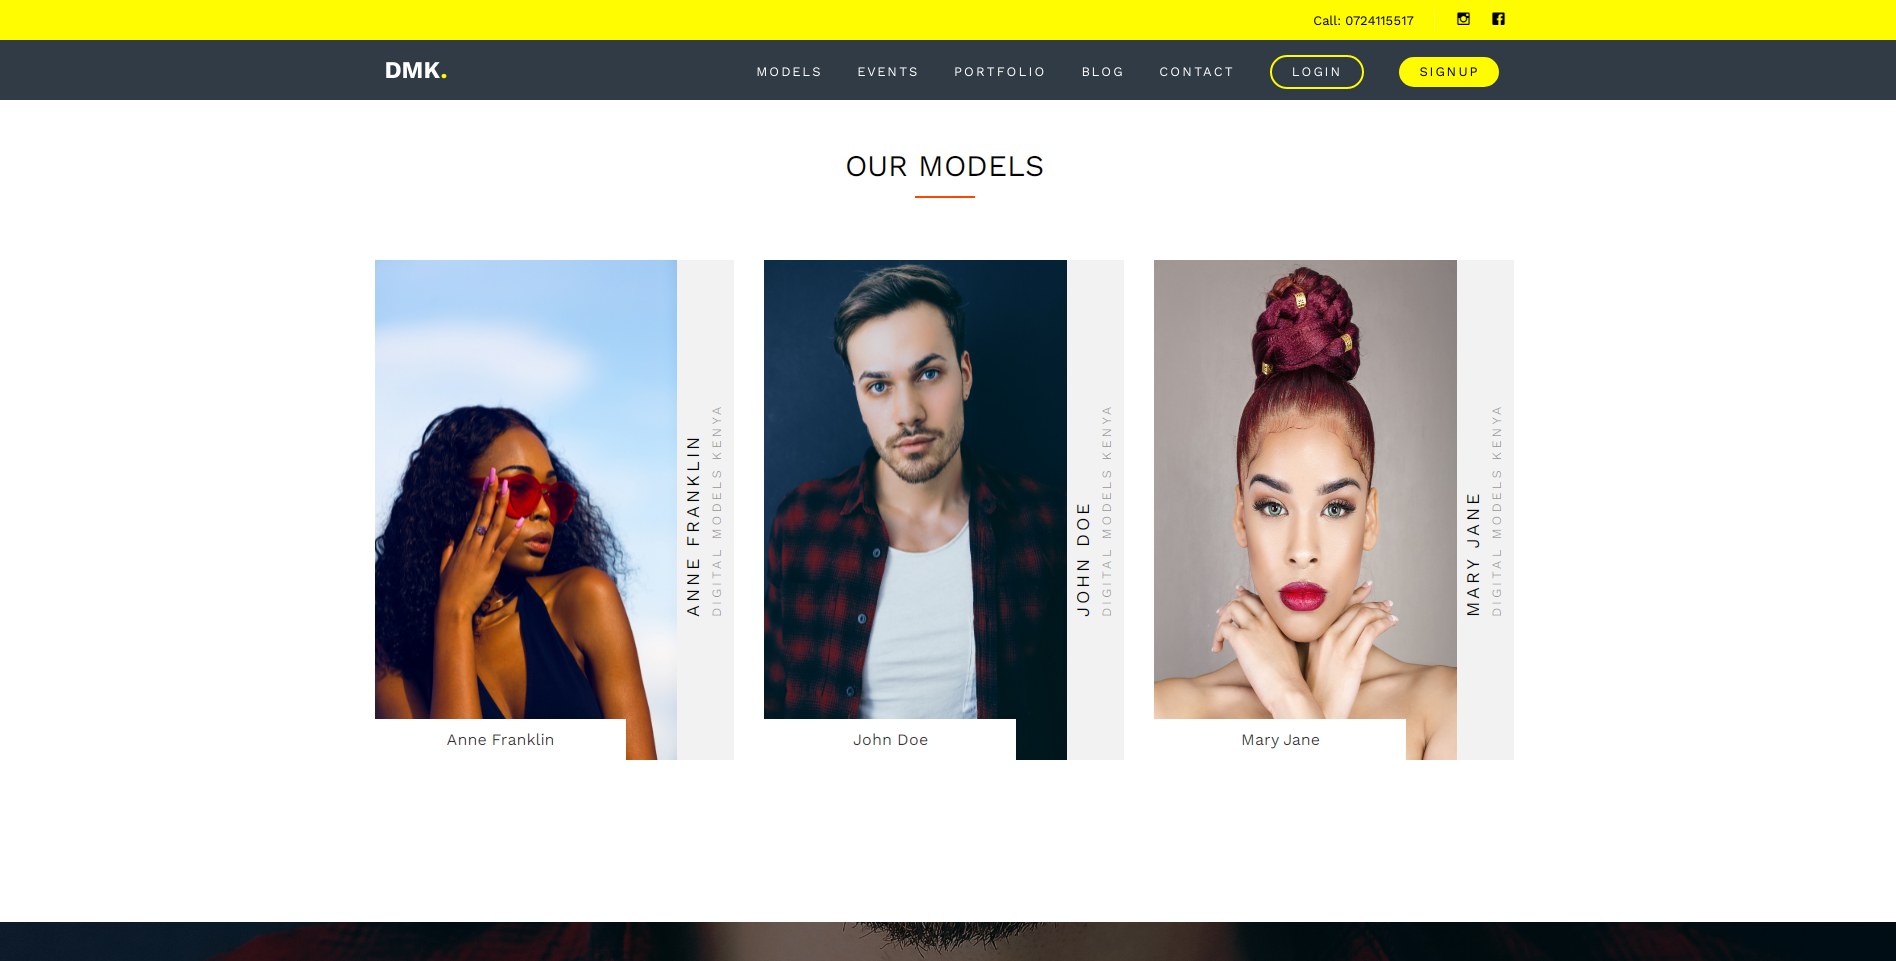 Call: 0724115517
DMK.
MODELS
EVENTS
PORTFOLIO
BLOG
CONTACT
LOGIN
SIGNUP
OUR MODELS
ANNE FRANKLIN
DIGITAL MODELS KENYA
Anne Franklin
JOHN DOE
DIGITAL MODELS KENYA
John Doe
MARY JANE
DIGITAL MODELS KENYA
Mary Jane